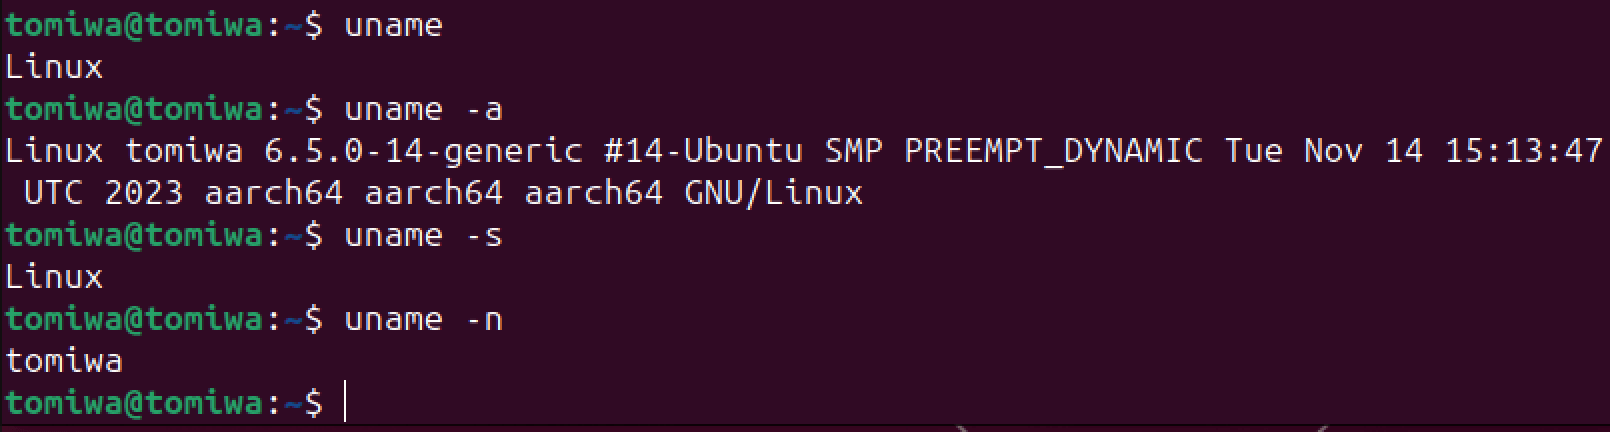 tomiwa@tomiwa:~$ uname
Linux
tomiwa@tomiwa:~$ uname -a
Linux tomiwa 6.5.0-14-generic #14-Ubuntu SMP PREEMPT_DYNAMIC Tue Nov 14 15:13:47
 UTC 2023 aarch64 aarch64 aarch64 GNU/Linux
tomiwa@tomiwa:~$ uname -s
Linux
tomiwa@tomiwa:~$ uname -n
tomiwa
tomiwa@tomiwa:~$